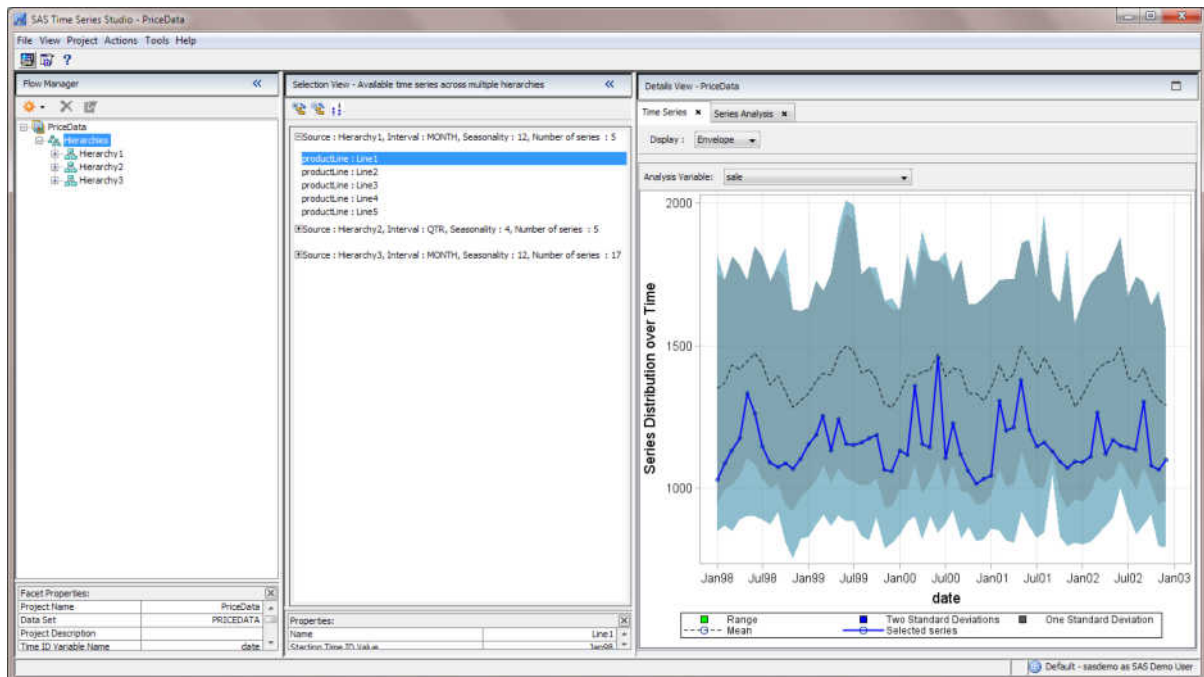 SAS Time Series Studio - PriceData
File View Project Actions Tools Help
Flow Manager
PriceData
Hierarchies
Hierarchy1
Hierarchy2
Hierarchy3
Facet Properties:
Project Name PriceData
Data Set PRICEDATA
Project Description
Time ID Variable Name date
Selection View - Available time series across multiple hierarchies
Source : Hierarchy1, Interval : MONTH, Seasonality : 12, Number of series : 5
productLine : Line1
productLine : Line2
productLine : Line3
productLine : Line4
productLine : Line5
Source : Hierarchy2, Interval : QTR, Seasonality : 4, Number of series : 5
Source : Hierarchy3, Interval : MONTH, Seasonality : 12, Number of series : 17
Properties:
Name Line1
Starting Time ID Value Jan98
Details View - PriceData
Time Series Series Analysis
Display : Envelope
Analysis Variable: sale
Series Distribution over Time
2000
1500
1000
Jan98 Jul98 Jan99 Jul99 Jan00 Jul00 Jan01 Jul01 Jan02 Jul02 Jan03
date
Range Two Standard Deviations One Standard Deviation
Mean Selected series
Default - sasdemo as SAS Demo User